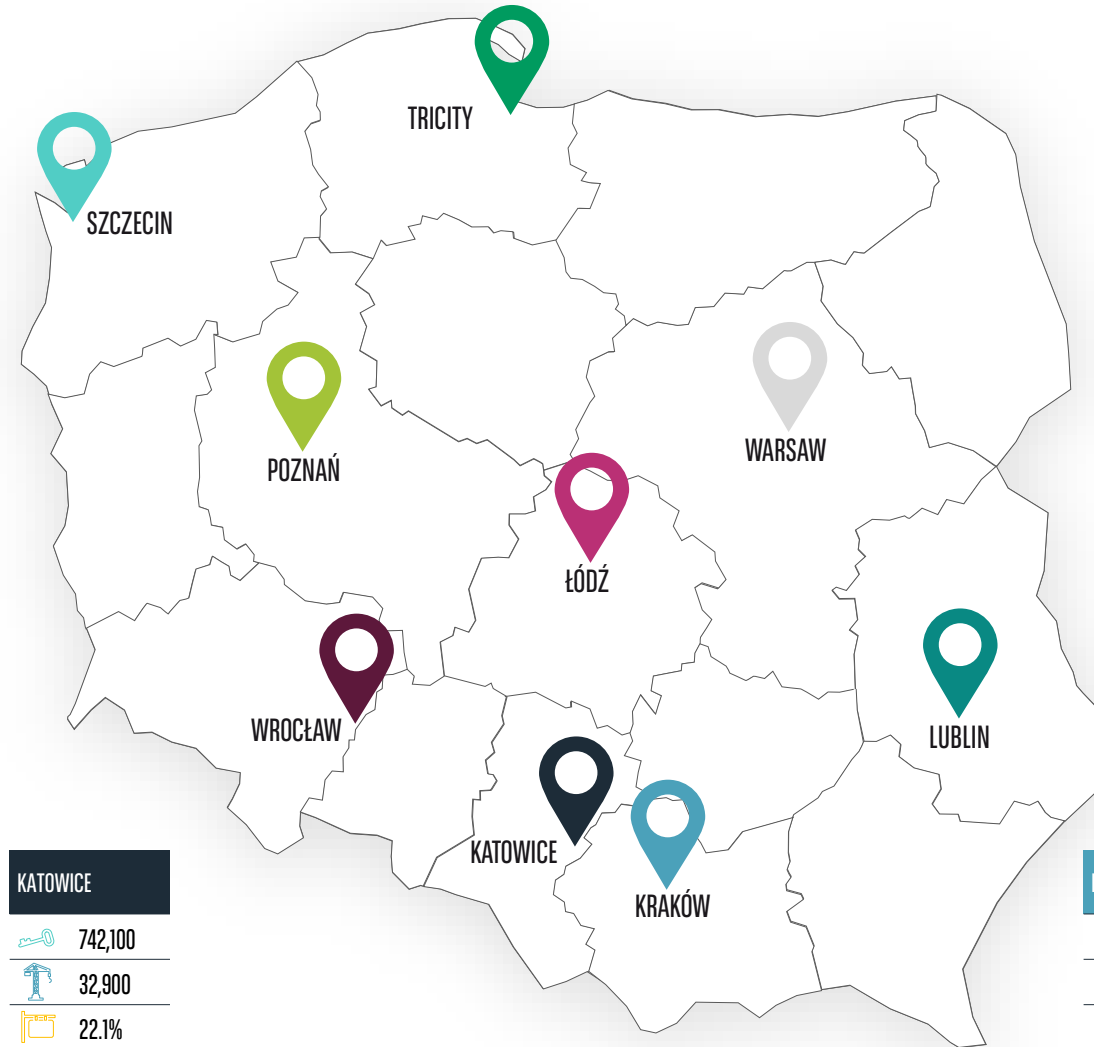 TRICITY
SZCZECIN
POZNAŃ
WARSAW
ŁÓDŹ
WROCŁAW
LUBLIN
KATOWICE
KRAKÓW
KATOWICE
742,100
32,900
22.1%